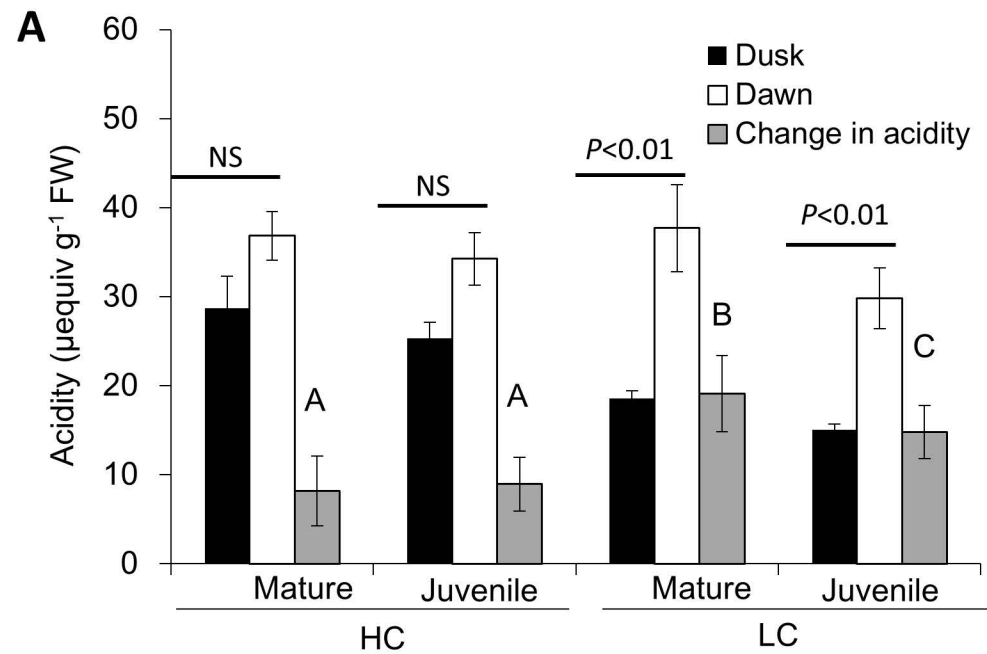 A
60
50
40
30
20
10
0
Acidity (µequiv g⁻¹ FW)
Dusk
Dawn
Change in acidity
NS
NS
P<0.01
P<0.01
A
A
B
C
Mature
Juvenile
Mature
Juvenile
HC
LC